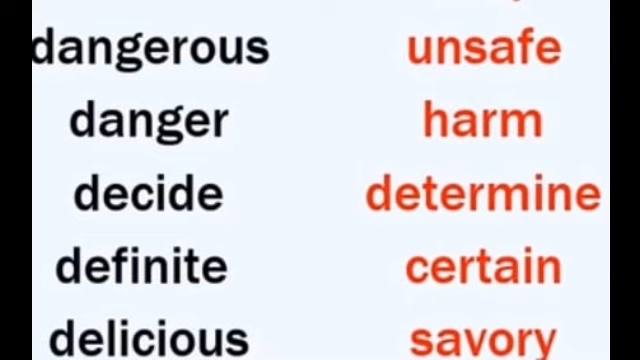 dangerous unsafe
danger harm
decide determine
definite certain
delicious savory